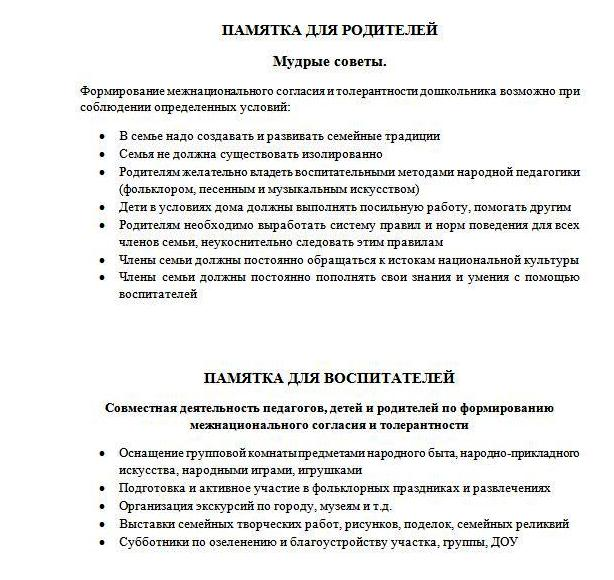 ПАМЯТКА ДЛЯ РОДИТЕЛЕЙ
Мудрые советы.
Формирование межнационального согласия и толерантности дошкольника возможно при
соблюдении определенных условий:
• В семье надо создавать и развивать семейные традиции
• Семья не должна существовать изолированно
• Родителям желательно владеть воспитательными методами народной педагогики
(фольклором, песенным и музыкальным искусством)
• Дети в условиях дома должны выполнять посильную работу, помогать другим
• Родителям необходимо выработать систему правил и норм поведения для всех
членов семьи, неукоснительно следовать этим правилам
• Члены семьи должны постоянно обращаться к истокам национальной культуры
• Члены семьи должны постоянно пополнять свои знания и умения с помощью
воспитателей
ПАМЯТКА ДЛЯ ВОСПИТАТЕЛЕЙ
Совместная деятельность педагогов, детей и родителей по формированию
межнационального согласия и толерантности
• Оснащение групповой комнаты предметами народного быта, народно-прикладного
искусства, народными играми, игрушками
• Подготовка и активное участие в фольклорных праздниках и развлечениях
• Организация экскурсий по городу, музеям и т.д.
• Выставки семейных творческих работ, рисунков, поделок, семейных реликвий
• Субботники по озеленению и благоустройству участка, группы, ДОУ